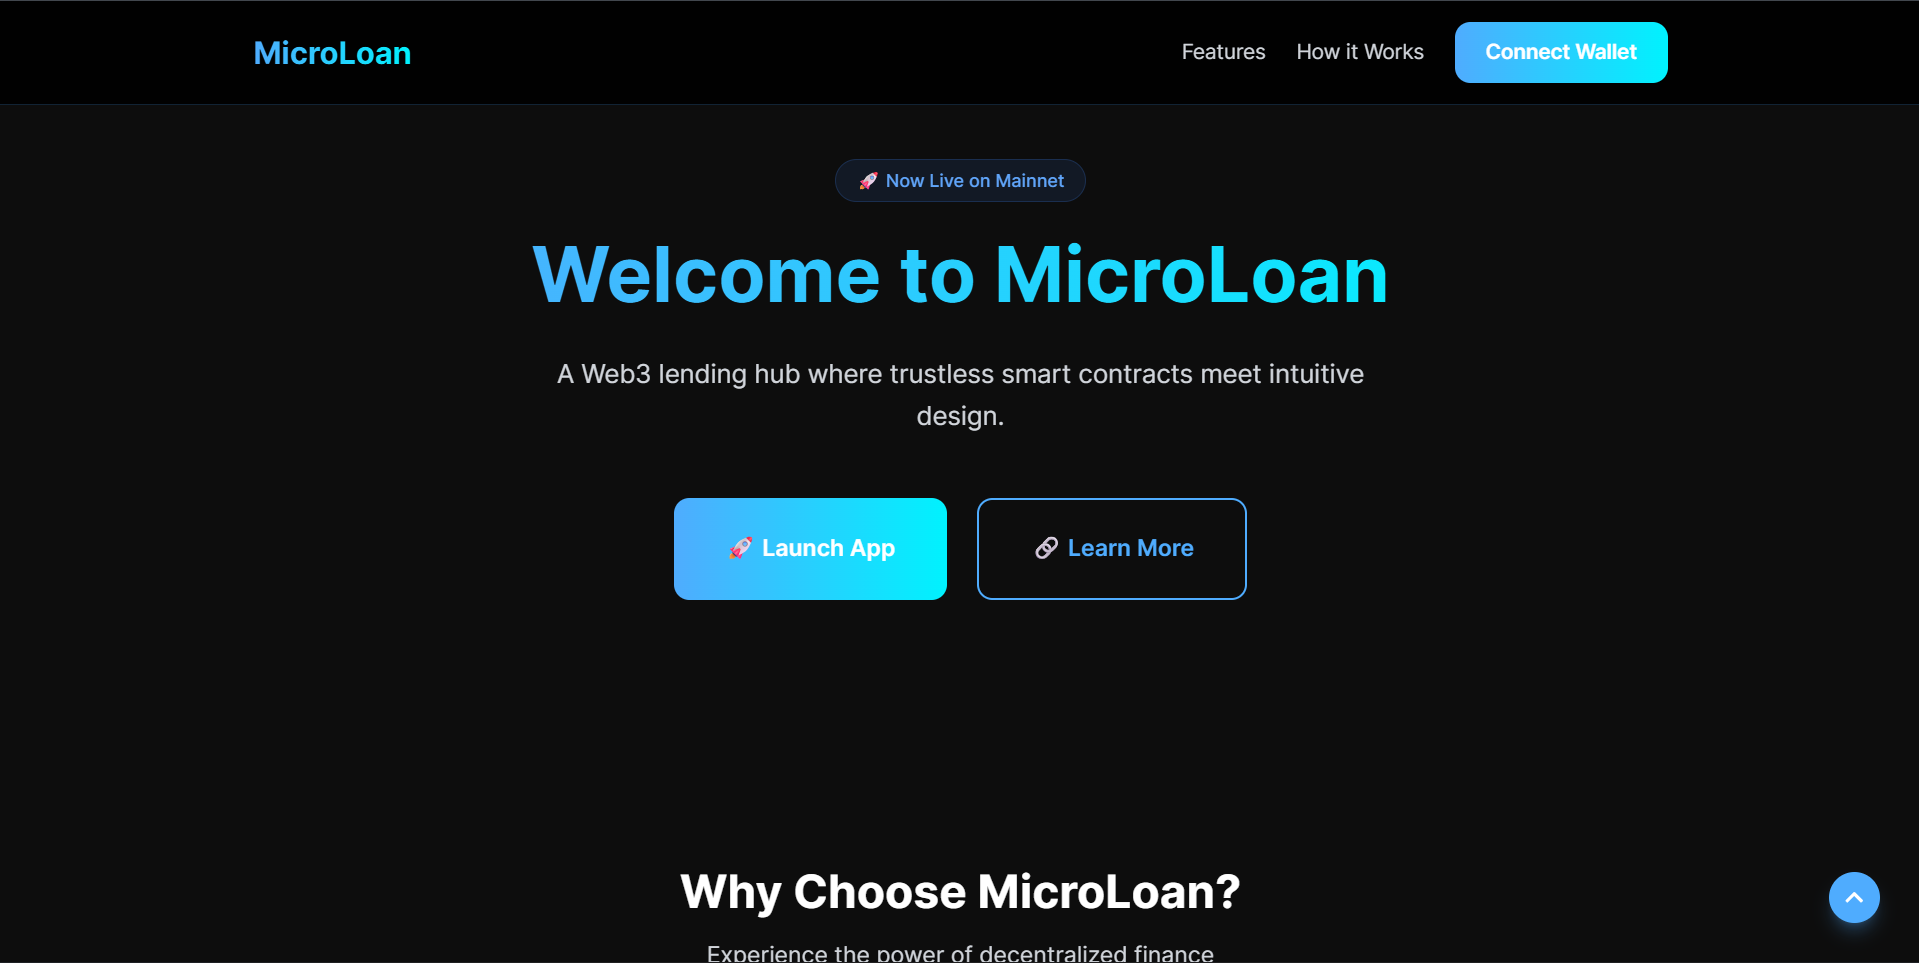 MicroLoan
Features
How it Works
Connect Wallet
🚀 Now Live on Mainnet
Welcome to MicroLoan
A Web3 lending hub where trustless smart contracts meet intuitive
design.
🚀 Launch App
🔗 Learn More
Why Choose MicroLoan?
Experience the power of decentralized finance